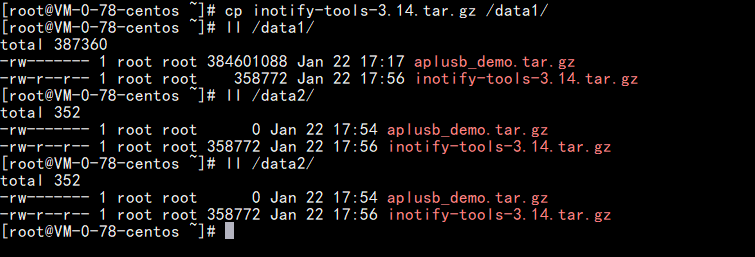 [root@VM-0-78-centos ]# cp inotify-tools-3.14.tar.gz /data1/
[root@VM-0-78-centos ]# ll /data1/
total 387360
-rw------- 1 root root 384601088 Jan 22 17:17 aplusb_demo.tar.gz
-rw-r--r-- 1 root root    358772 Jan 22 17:56 inotify-tools-3.14.tar.gz
[root@VM-0-78-centos ]# ll /data2/
total 352
-rw------- 1 root root      0 Jan 22 17:54 aplusb_demo.tar.gz
-rw-r--r-- 1 root root 358772 Jan 22 17:56 inotify-tools-3.14.tar.gz
[root@VM-0-78-centos ]# ll /data2/
total 352
-rw------- 1 root root      0 Jan 22 17:54 aplusb_demo.tar.gz
-rw-r--r-- 1 root root 358772 Jan 22 17:56 inotify-tools-3.14.tar.gz
[root@VM-0-78-centos ]#